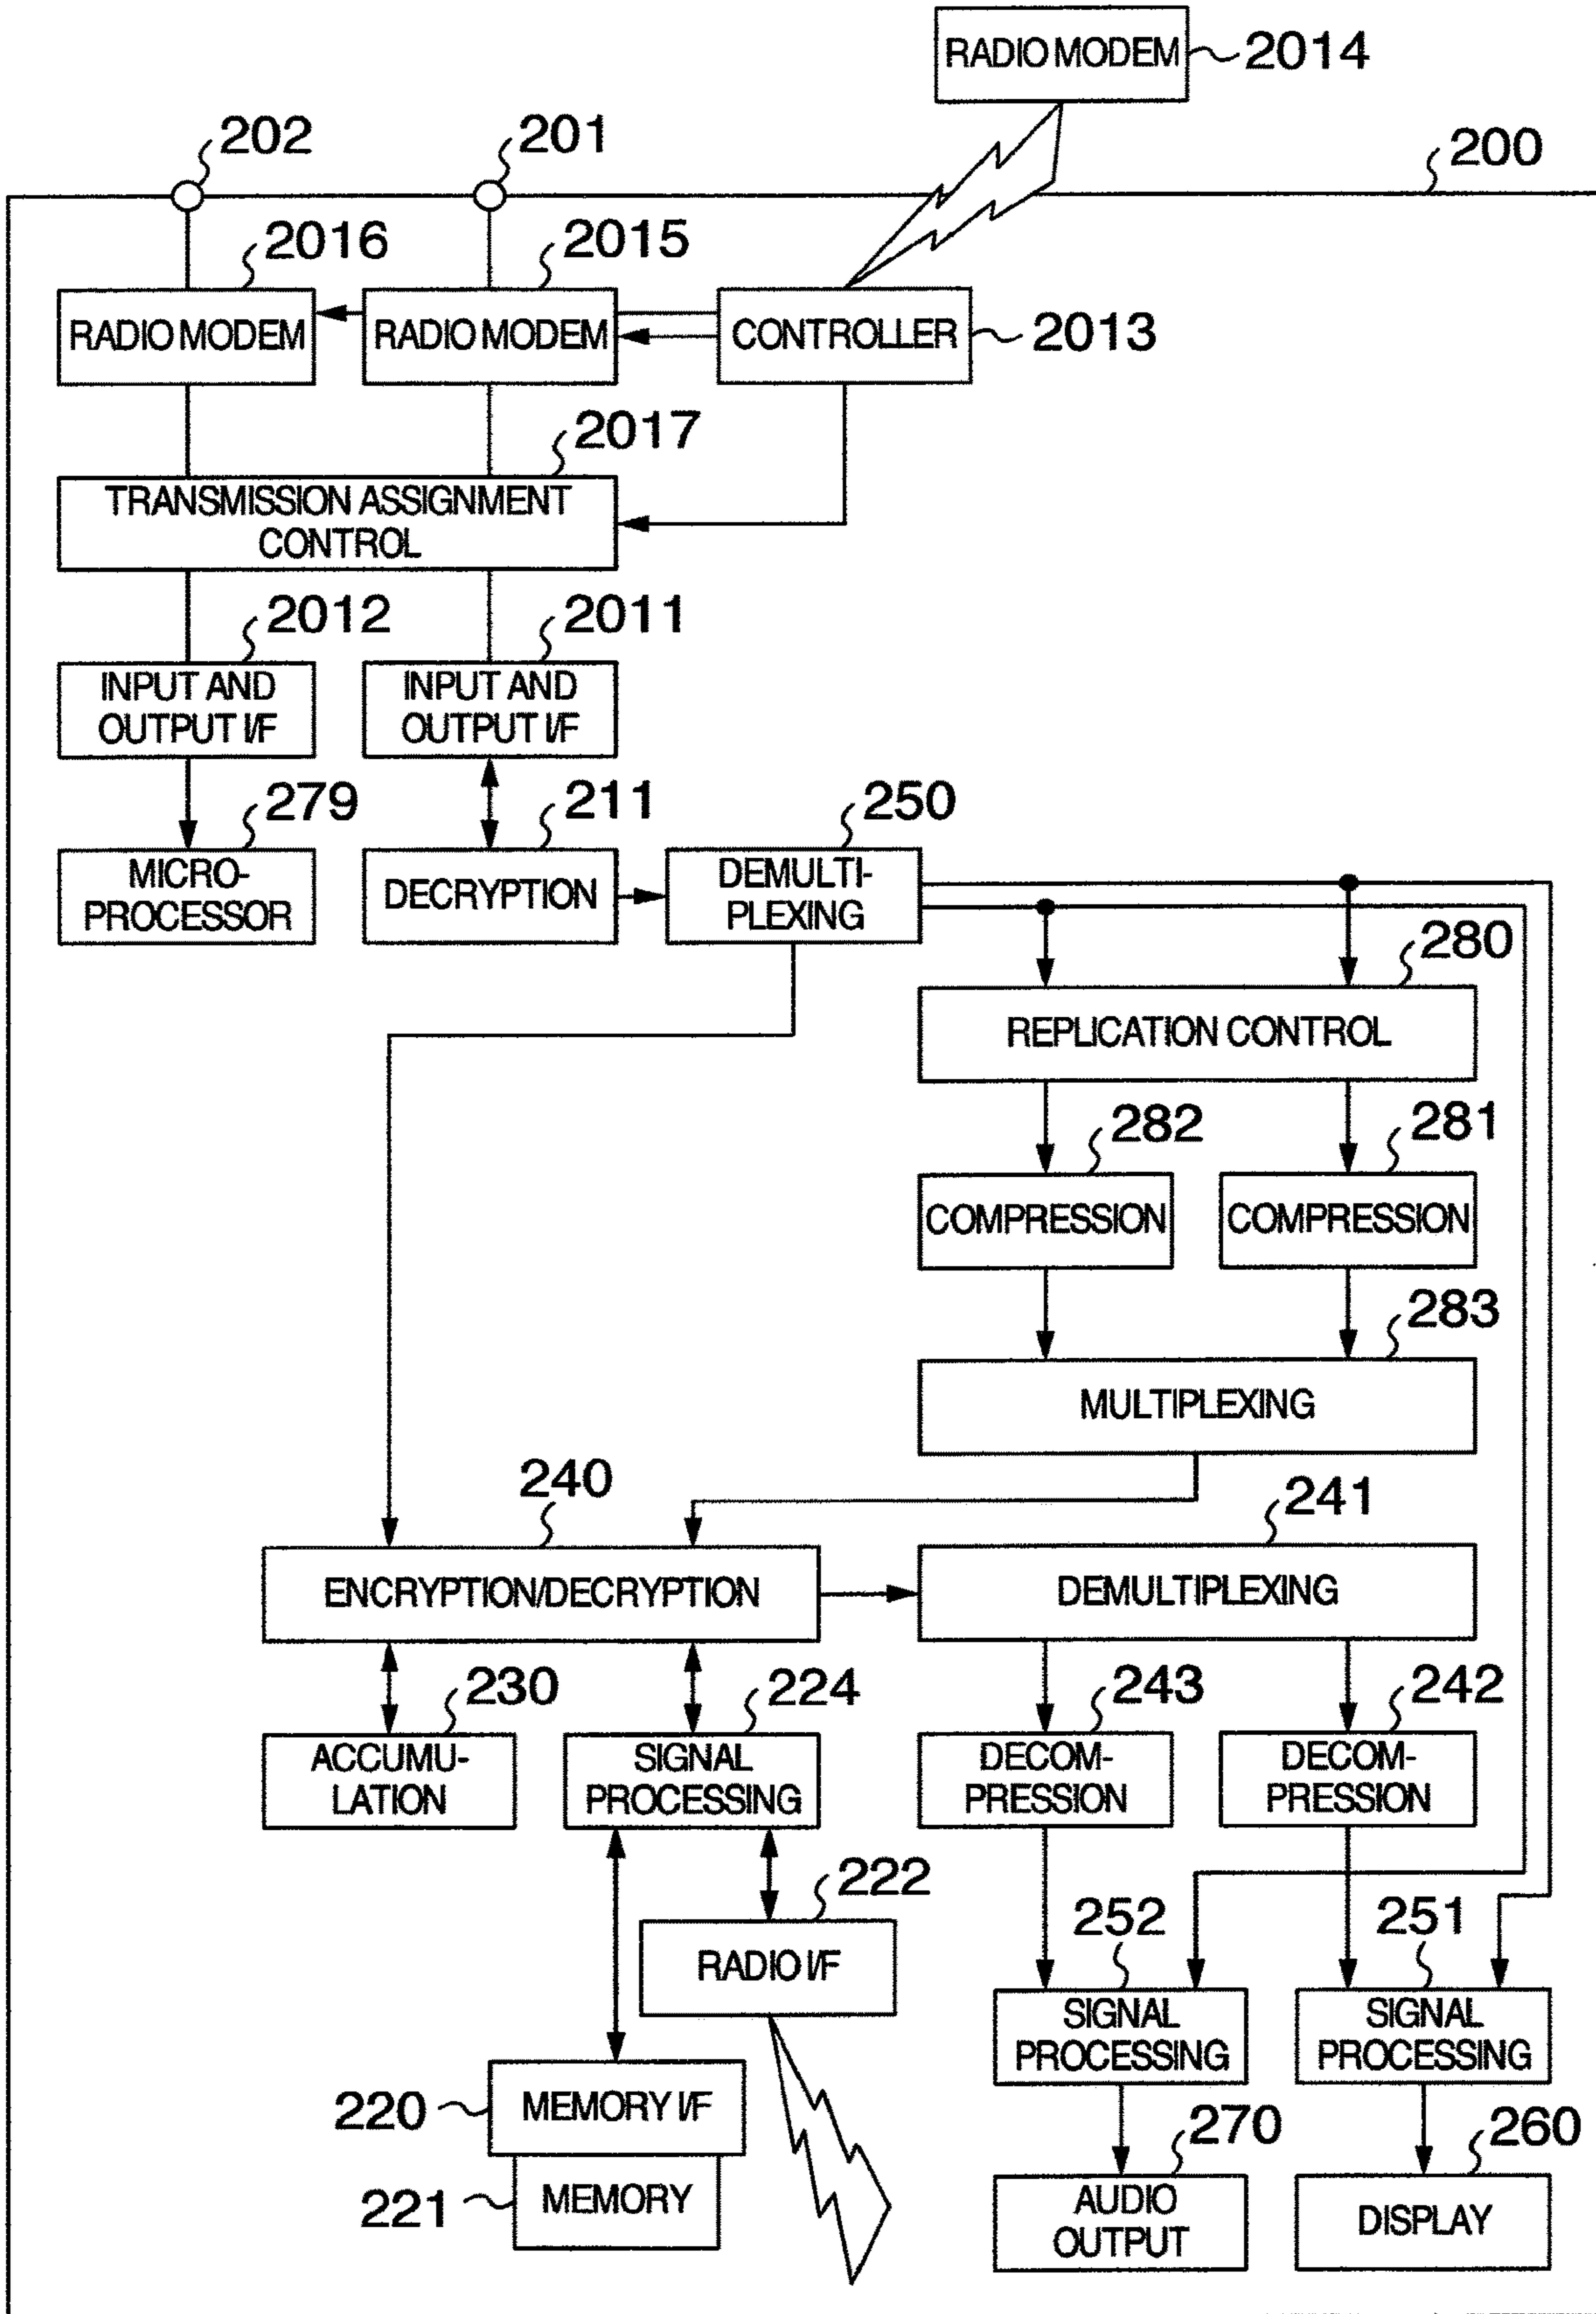 RADIO MODEM
2014
202
201
200
2016
2015
RADIO MODEM
RADIO MODEM
CONTROLLER
2013
2017
TRANSMISSION ASSIGNMENT
CONTROL
2012
2011
INPUT AND
OUTPUT I/F
INPUT AND
OUTPUT I/F
279
211
250
MICRO-
PROCESSOR
DECRYPTION
DEMULTI-
PLEXING
280
REPLICATION CONTROL
282
281
COMPRESSION
COMPRESSION
283
MULTIPLEXING
240
241
ENCRYPTION/DECRYPTION
DEMULTIPLEXING
230
224
243
242
ACCUMU-
LATION
SIGNAL
PROCESSING
DECOM-
PRESSION
DECOM-
PRESSION
222
252
251
RADIO I/F
SIGNAL
PROCESSING
SIGNAL
PROCESSING
220
MEMORY I/F
270
260
221
MEMORY
AUDIO
OUTPUT
DISPLAY